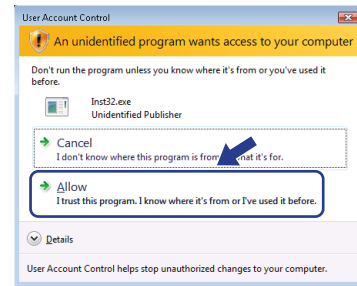 User Account Control
An unidentified program wants access to your computer
Don't run the program unless you know where it's from or you've used it
before.
Inst32.exe
Unidentified Publisher
Cancel
I don't know where this program is from hat it's for.
Allow
I trust this program. I know where it's from or I've used it before.
Details
User Account Control helps stop unauthorized changes to your computer.